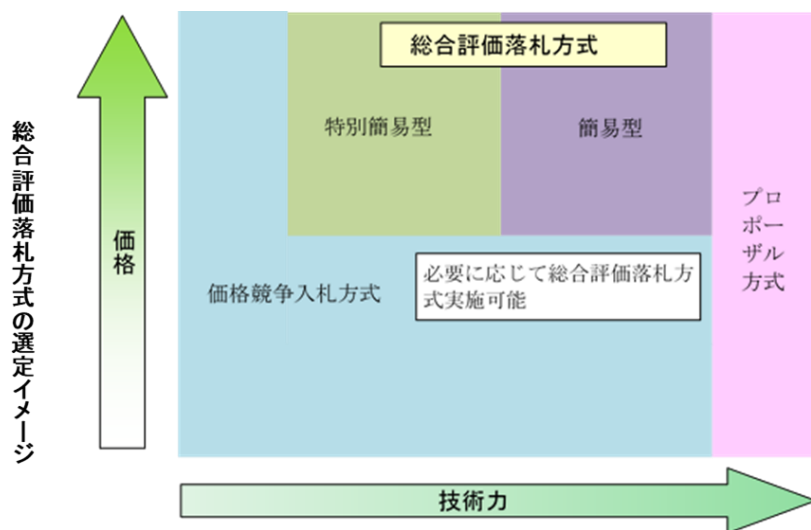 総合評価落札方式の選定イメージ
価格
総合評価落札方式
特別簡易型
簡易型
価格競争入札方式
必要に応じて総合評価落札方
式実施可能
プロ
ポー
ザル
方式
技術力